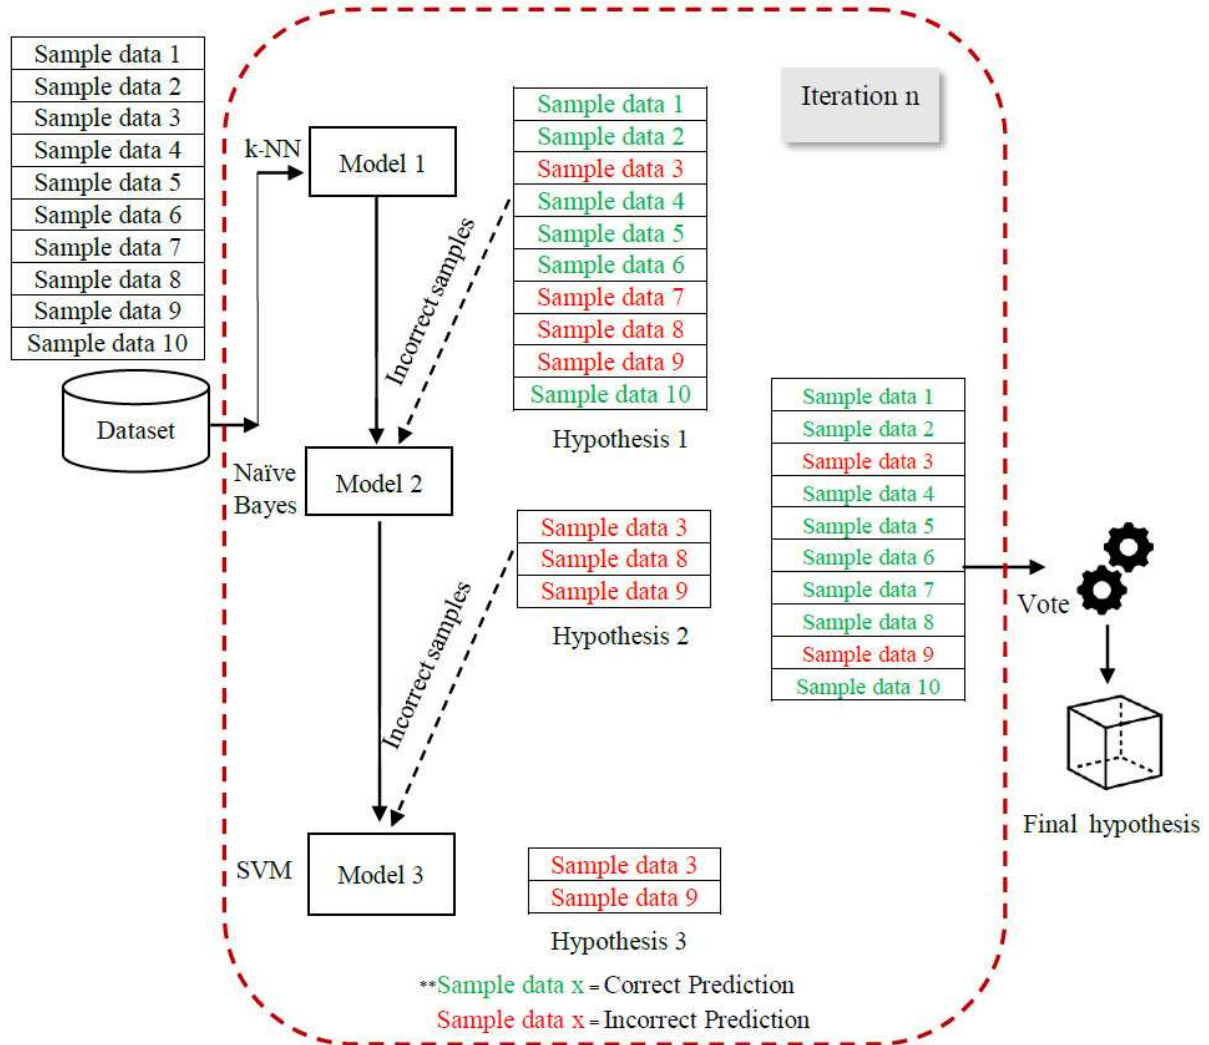 Sample data 1
Sample data 2
Sample data 3
Sample data 4
Sample data 5
Sample data 6
Sample data 7
Sample data 8
Sample data 9
Sample data 10
Dataset
k-NN
Model 1
Incorrect samples
Sample data 1
Sample data 2
Sample data 3
Sample data 4
Sample data 5
Sample data 6
Sample data 7
Sample data 8
Sample data 9
Sample data 10
Hypothesis 1
Iteration n
Naïve
Bayes
Model 2
Incorrect samples
Sample data 3
Sample data 8
Sample data 9
Hypothesis 2
SVM
Model 3
Sample data 3
Sample data 9
Hypothesis 3
Sample data 1
Sample data 2
Sample data 3
Sample data 4
Sample data 5
Sample data 6
Sample data 7
Sample data 8
Sample data 9
Sample data 10
Vote
Final hypothesis
**Sample data x = Correct Prediction
Sample data x = Incorrect Prediction